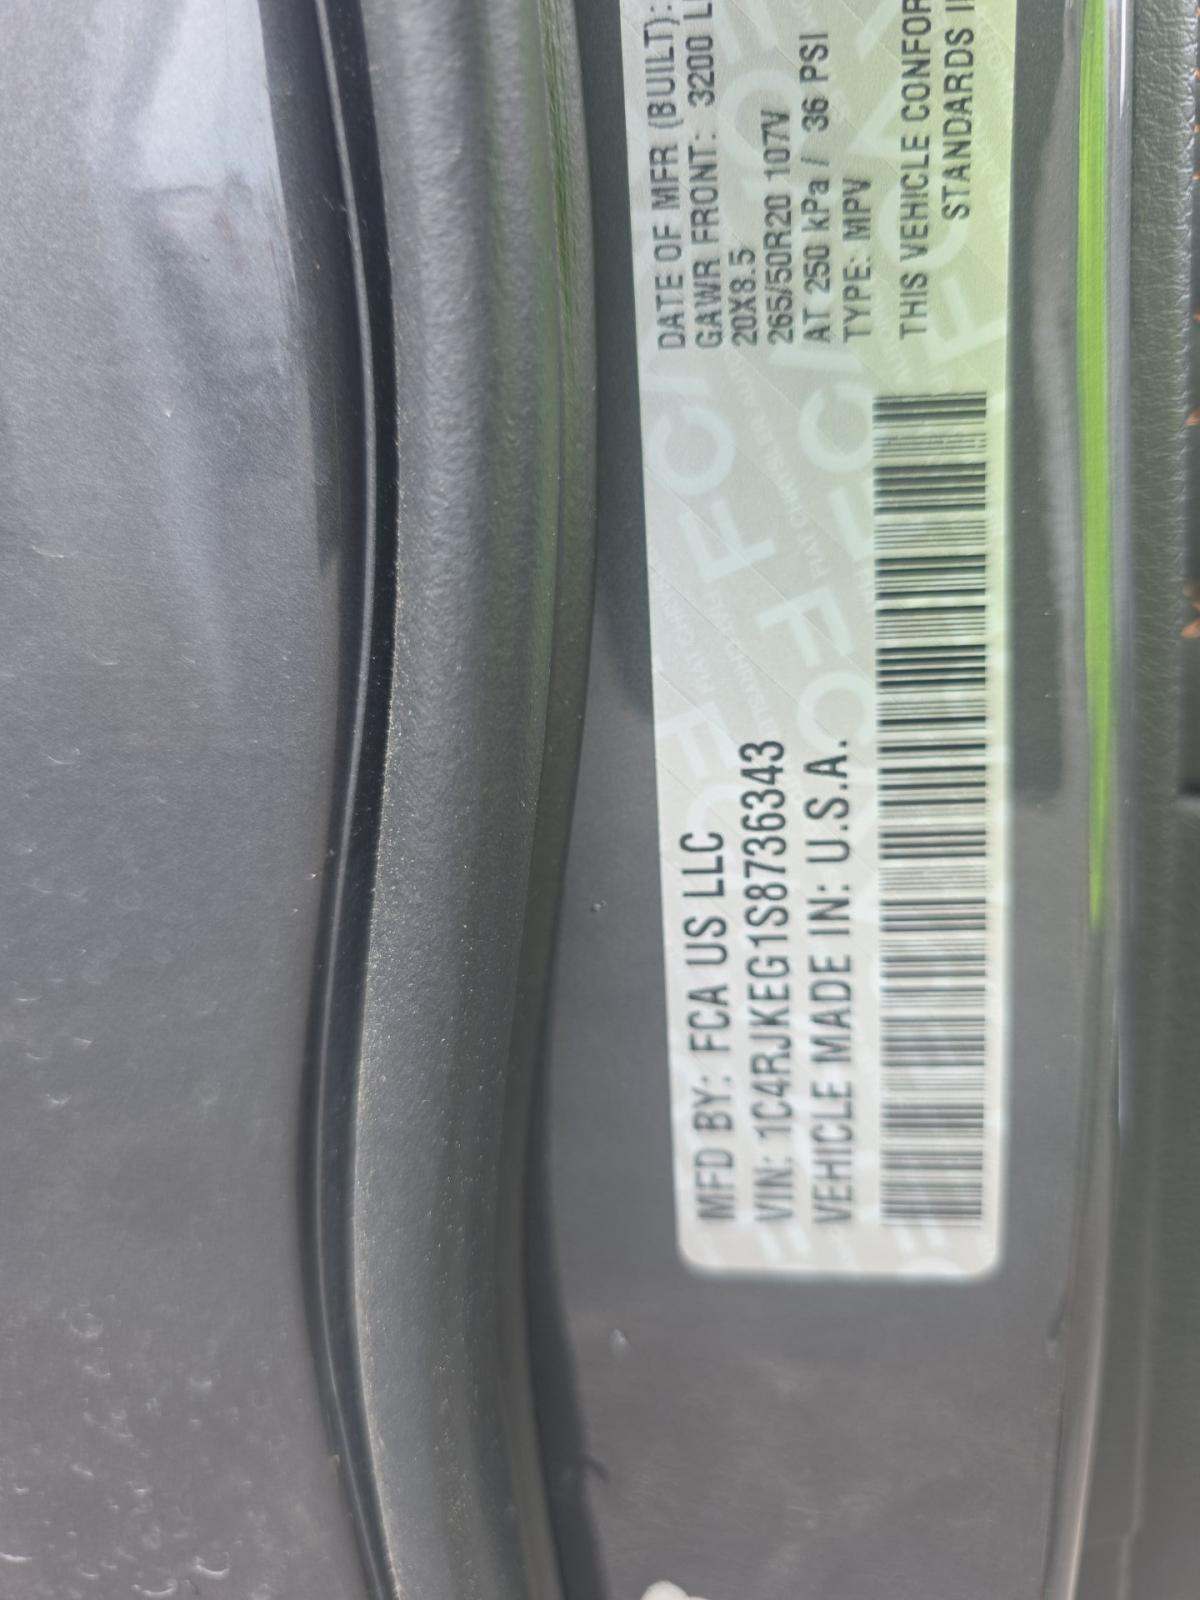 MFD BY: FCA US LLC
VIN: 1C4RJKEG1S8736343
VEHICLE MADE IN: U.S.A.
DATE OF MFR (BUILT):
GAWR FRONT: 3200 L
20X8.5
265/50R20 107V
AT 250 kPa / 36 PSI
TYPE: MPV
THIS VEHICLE CONFOR
STANDARDS I